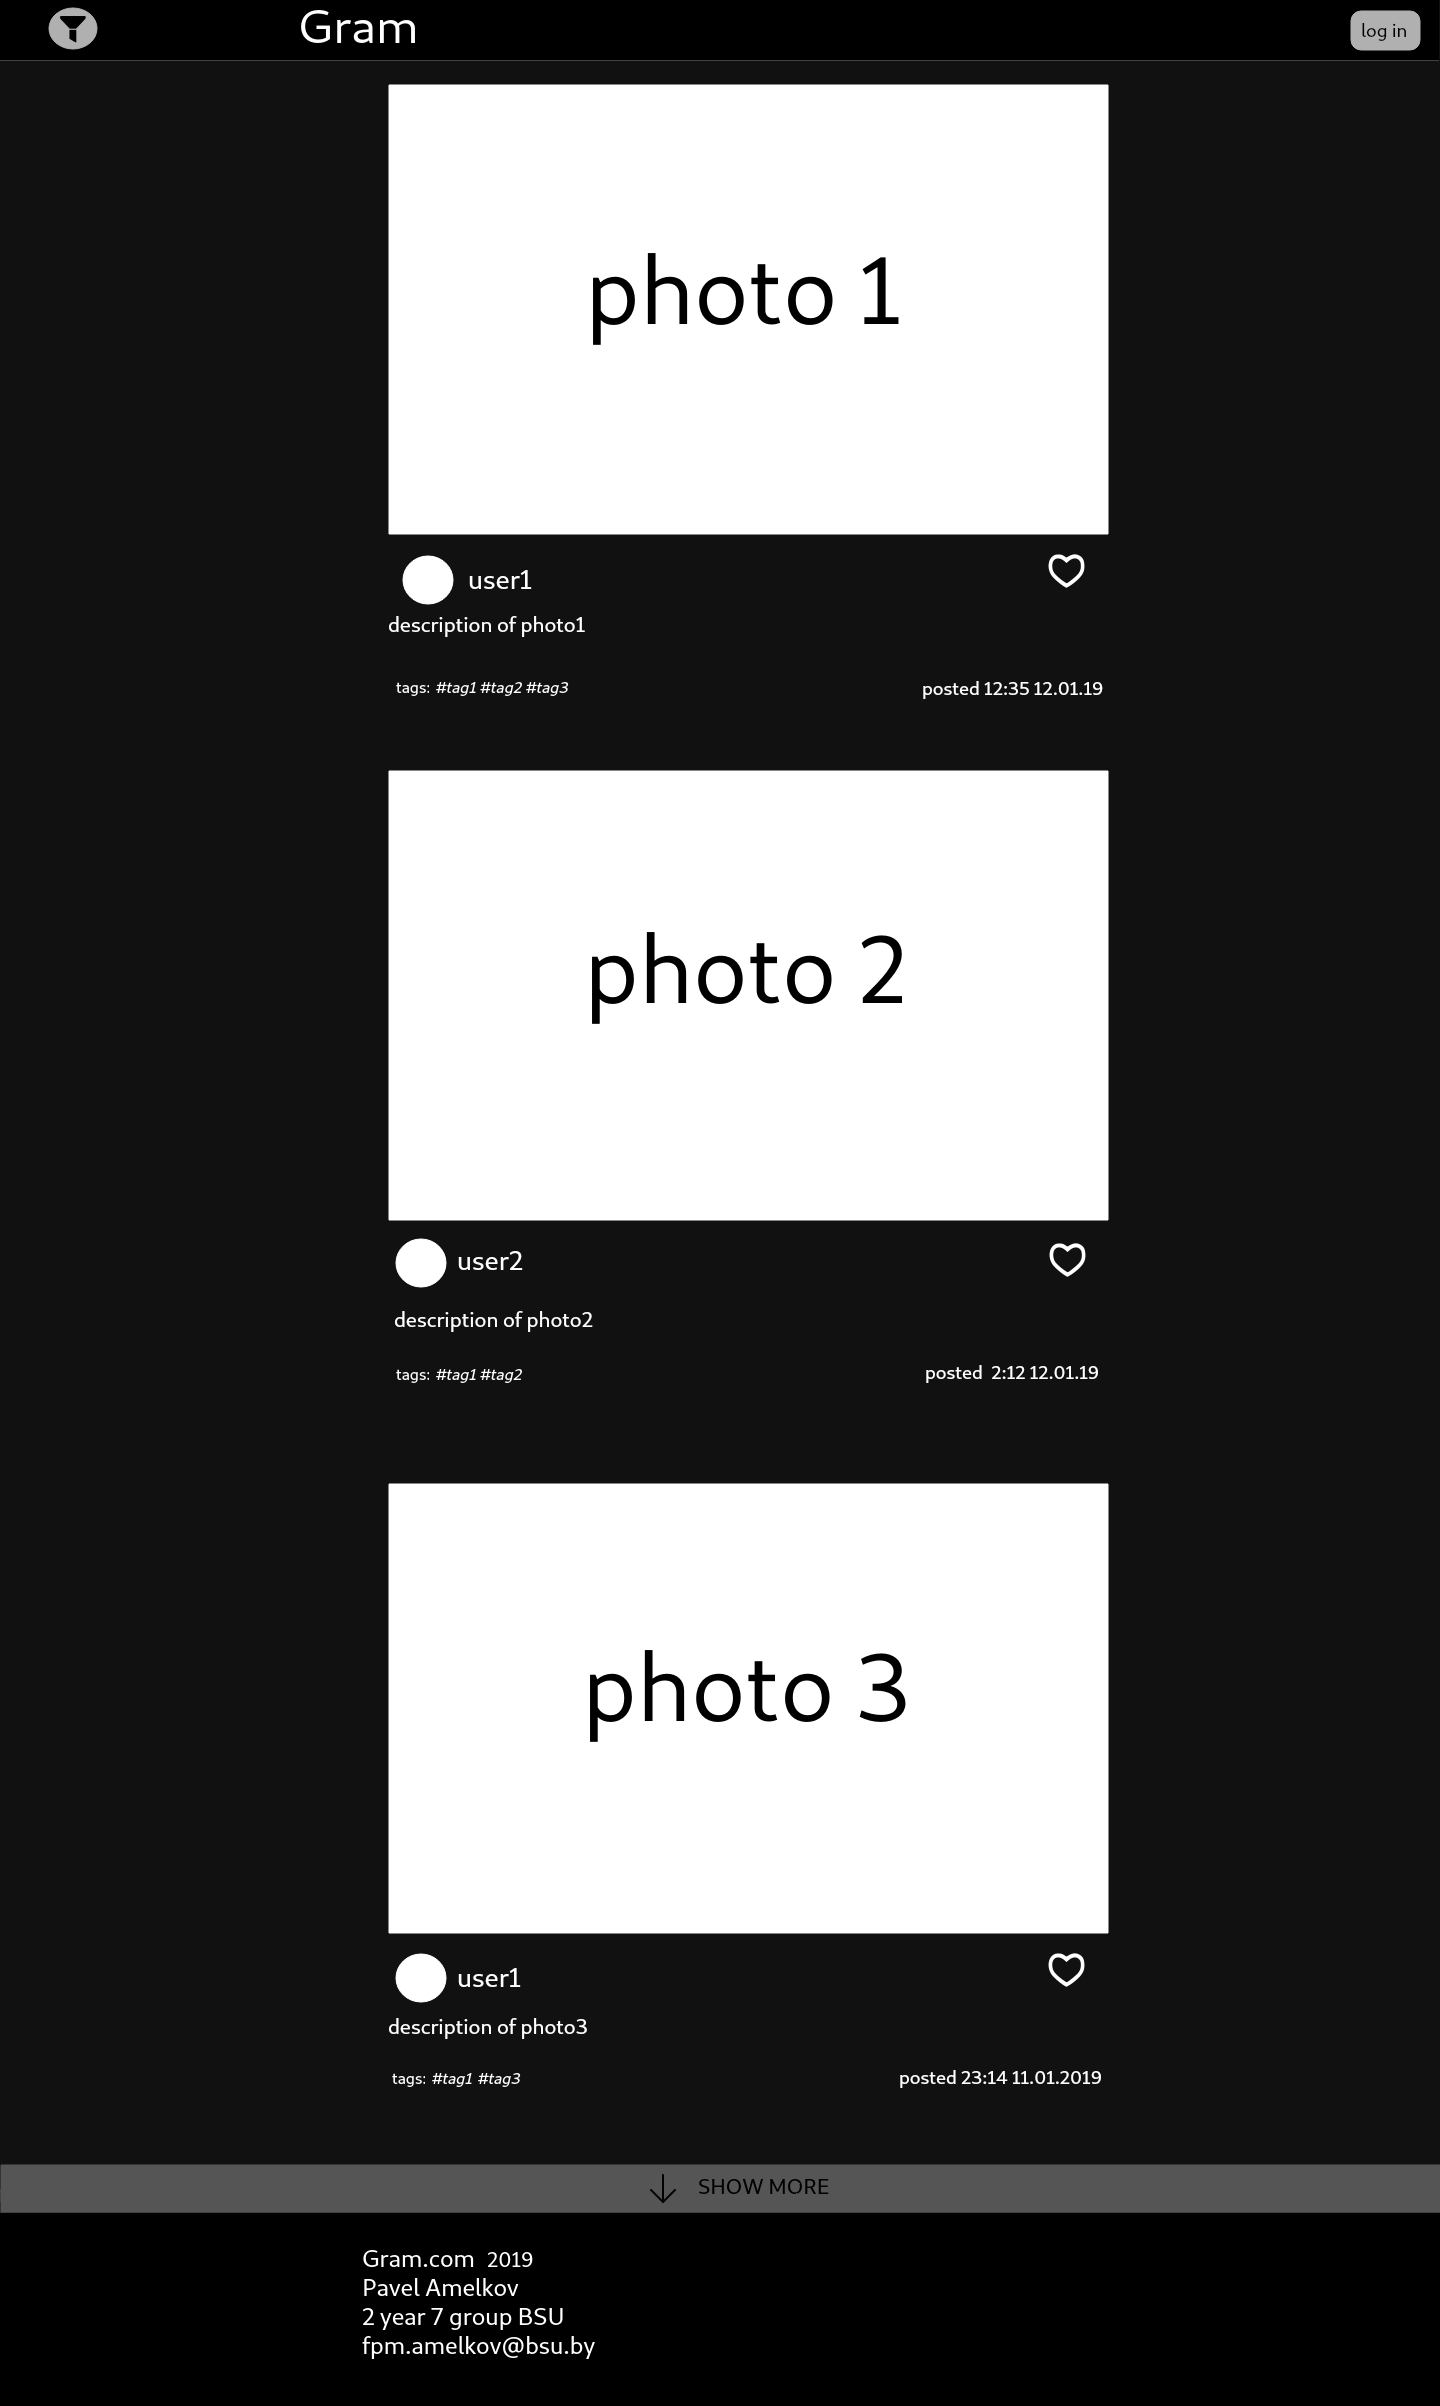 Gram
log in
photo 1
user1
description of photo1
tags: #tag1 #tag2 #tag3
posted 12:35 12.01.19
photo 2
user2
description of photo2
tags: #tag1 #tag2
posted 2:12 12.01.19
photo 3
user1
description of photo3
tags: #tag1 #tag3
posted 23:14 11.01.2019
SHOW MORE
Gram.com 2019
Pavel Amelkov
2 year 7 group BSU
fpm.amelkov@bsu.by